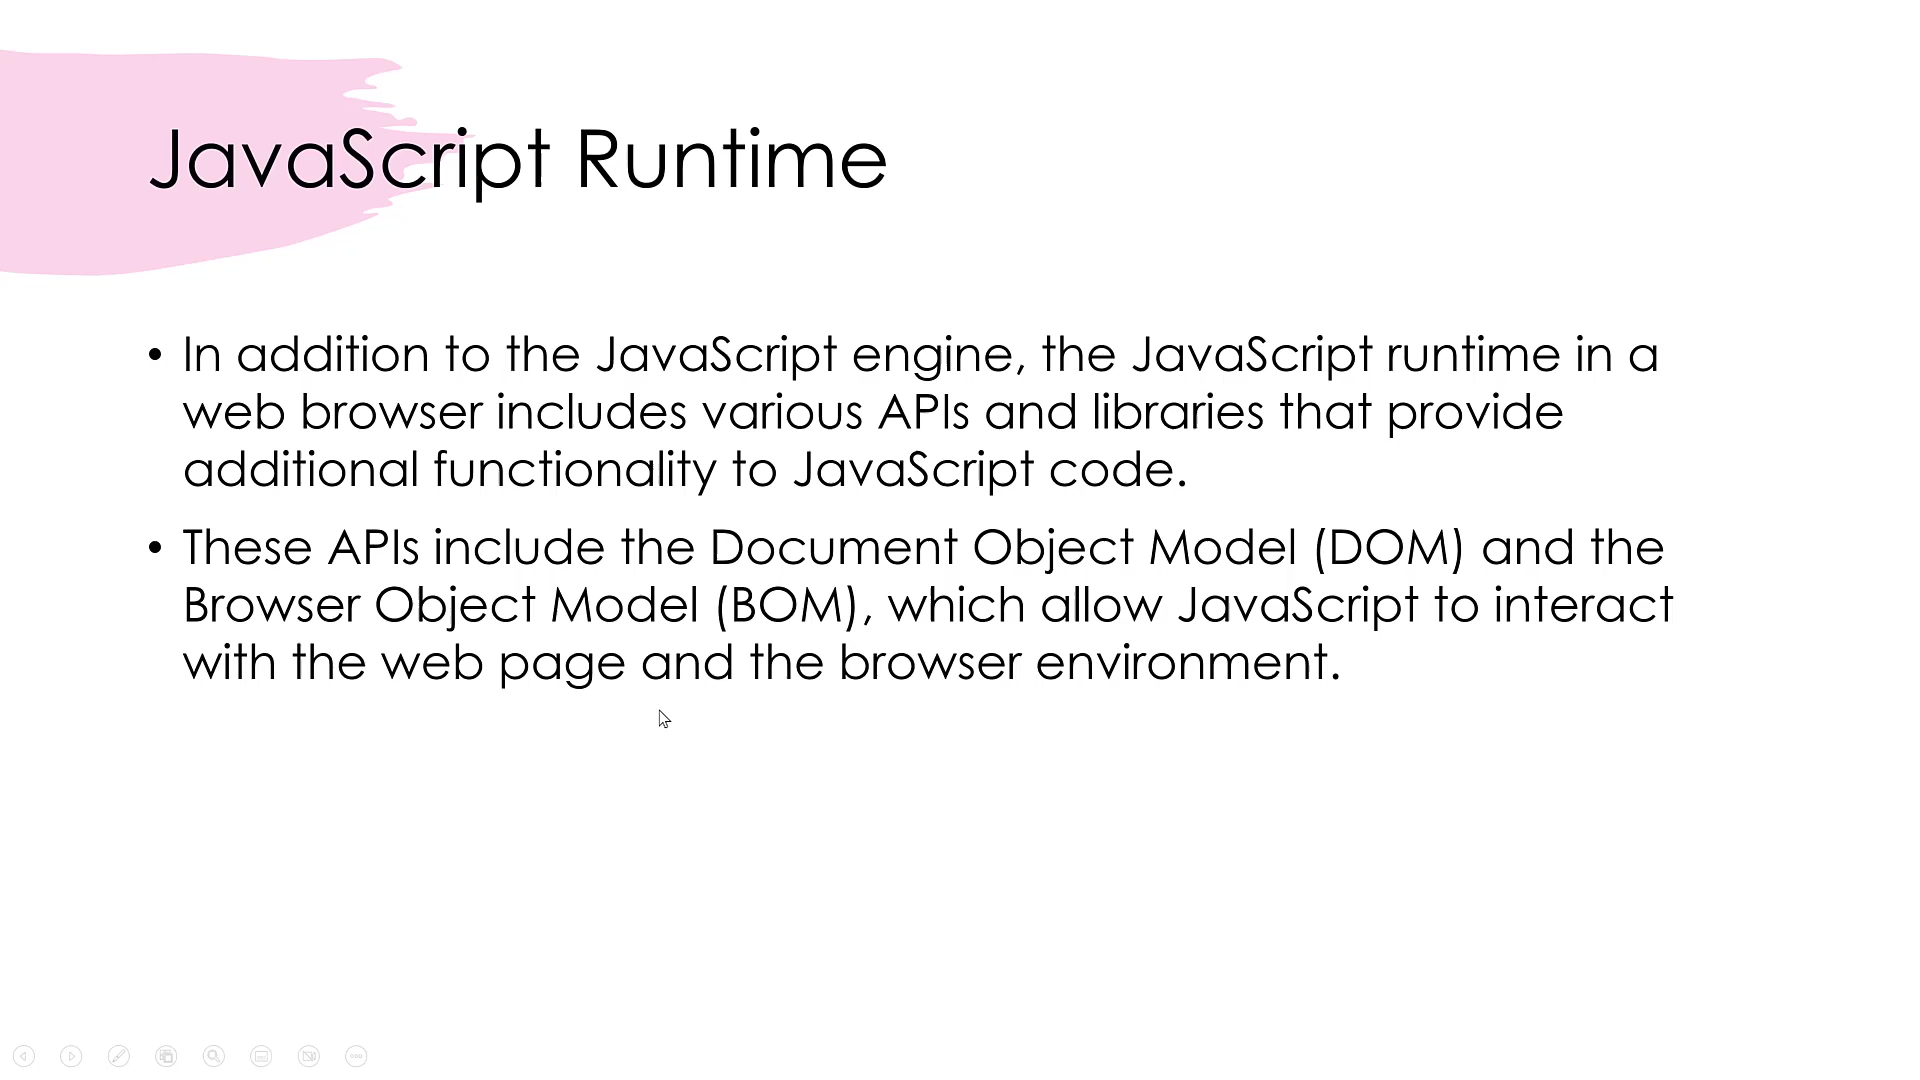 JavaScript Runtime
• In addition to the JavaScript engine, the JavaScript runtime in a
web browser includes various APIs and libraries that provide
additional functionality to JavaScript code.
• These APIs include the Document Object Model (DOM) and the
Browser Object Model (BOM), which allow JavaScript to interact
with the web page and the browser environment.